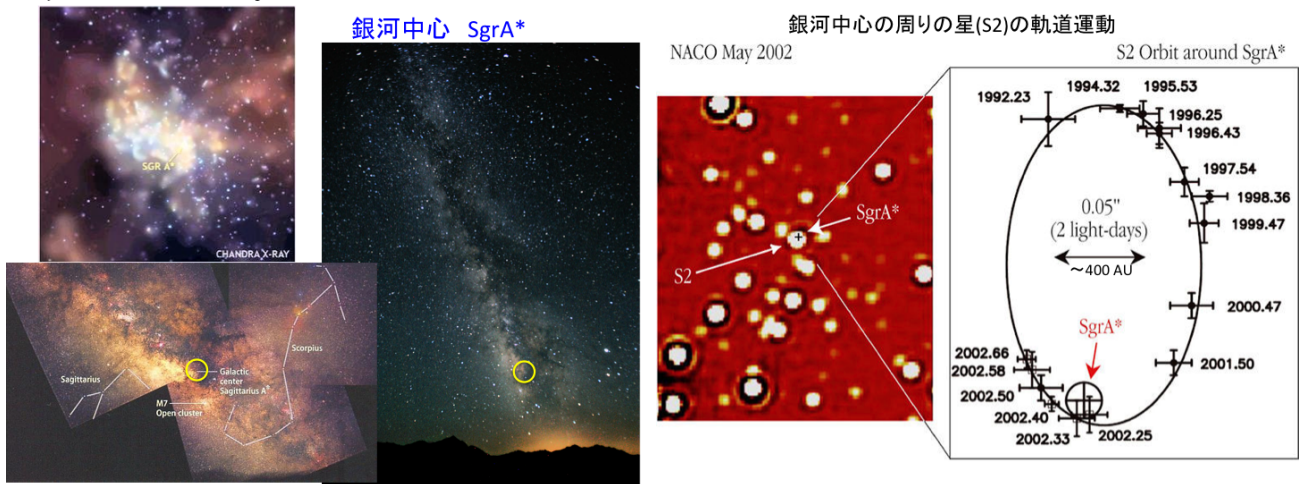 銀河中心 SgrA*
銀河中心の周りの星(S2)の軌道運動
SGR A*
CHANDRA X-RAY
Scorpius
Sagittarius
Galactic
center
Sagittarius A*
M7
Open cluster
NACO May 2002
S2 Orbit around SgrA*
SgrA*
S2
1992.23
1994.32
1995.53
1996.25
1996.43
1997.54
1998.36
1999.47
0.05"
(2 light-days)
～400 AU
2000.47
SgrA*
2001.50
2002.66
2002.58
2002.50
2002.40
2002.33
2002.25